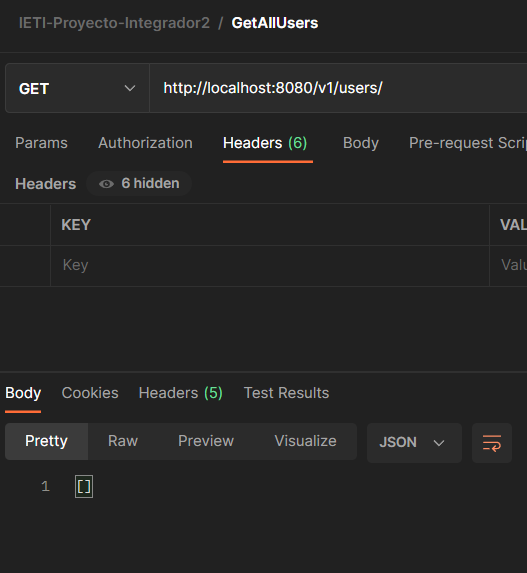 IETI-Proyecto-Integrador2 / GetAllUsers
GET http://localhost:8080/v1/users/
Params Authorization Headers (6) Body Pre-request Scri
Headers 6 hidden
KEY VAL
Key Valu
Body Cookies Headers (5) Test Results
Pretty Raw Preview Visualize JSON
1 []